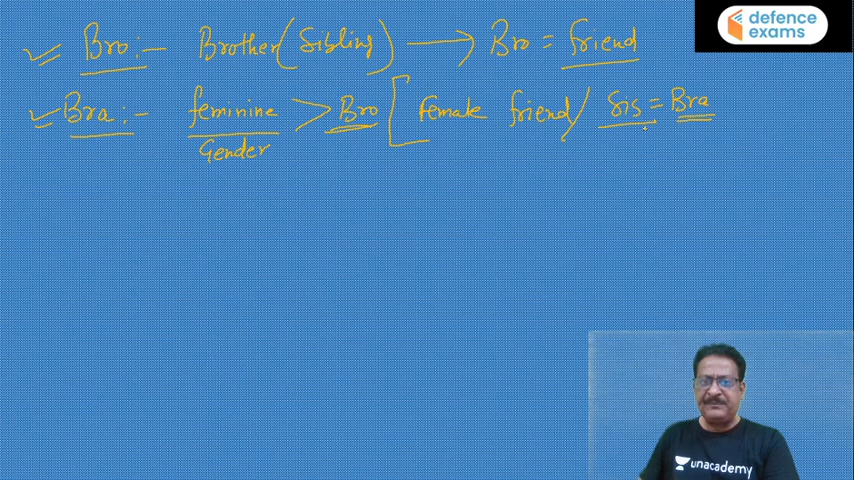 defence
exams
✓ Bro :- Brother (Sibling) → Bro = friend
✓ Bra :- feminine > Bro [ Female friend / Sis = Bra
Gender
unacademy